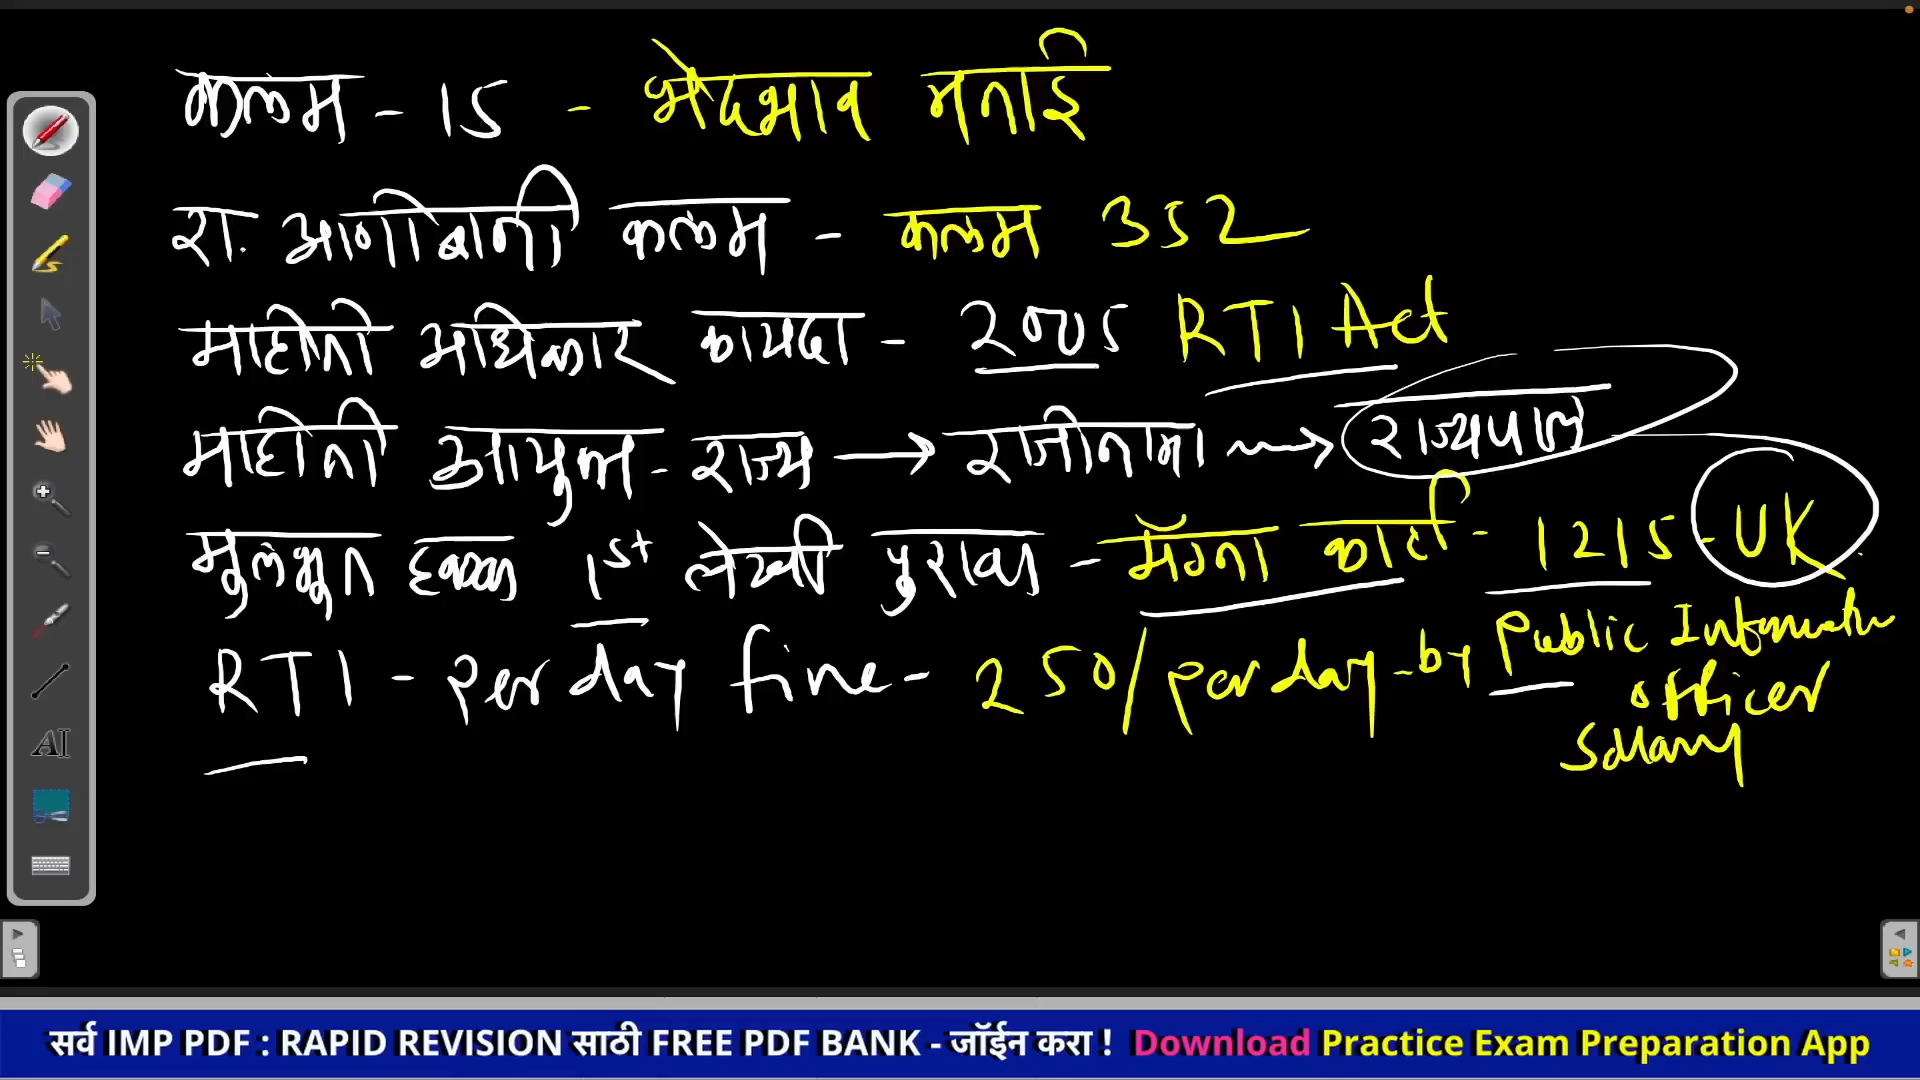 कलम - 15 - भेदभाव मनाई
रा. आणीबाणी कलम - कलम 352
माहिती अधिकार कायदा - 2005 RTI Act
माहिती आयुक्त - राज्य → राजीनामा → राज्यपाल
मुलभूत हक्क 1st लेखी पुरावा - मॅग्ना कार्टा - 1215 - UK
RTI - per day fine - 250/per day - by Public Information
officer
Salary
सर्व IMP PDF : RAPID REVISION साठी FREE PDF BANK - जॉईन करा ! Download Practice Exam Preparation App